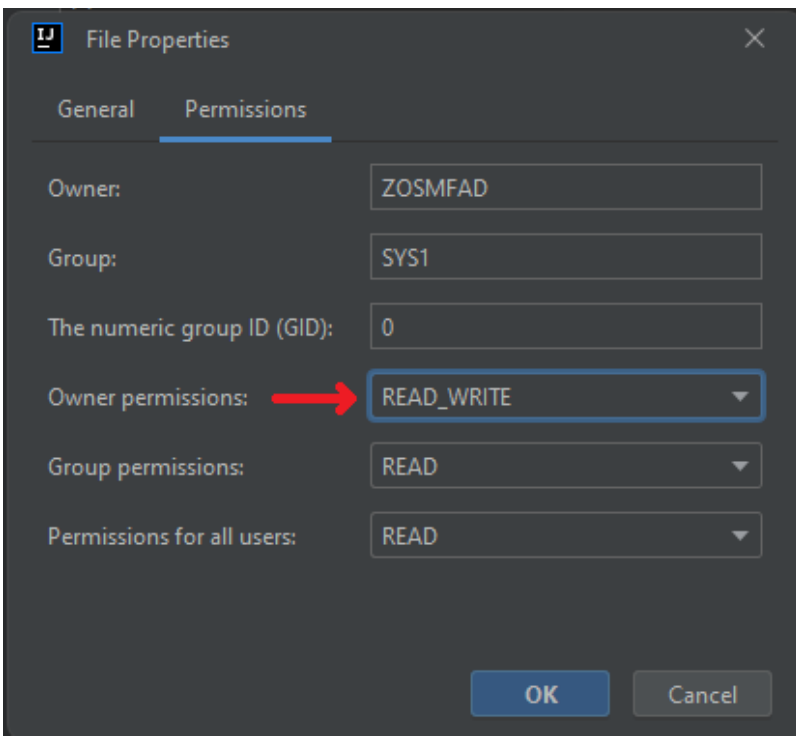 IJ File Properties
General Permissions
Owner: ZOSMFAD
Group: SYS1
The numeric group ID (GID): 0
Owner permissions: READ_WRITE
Group permissions: READ
Permissions for all users: READ
OK Cancel